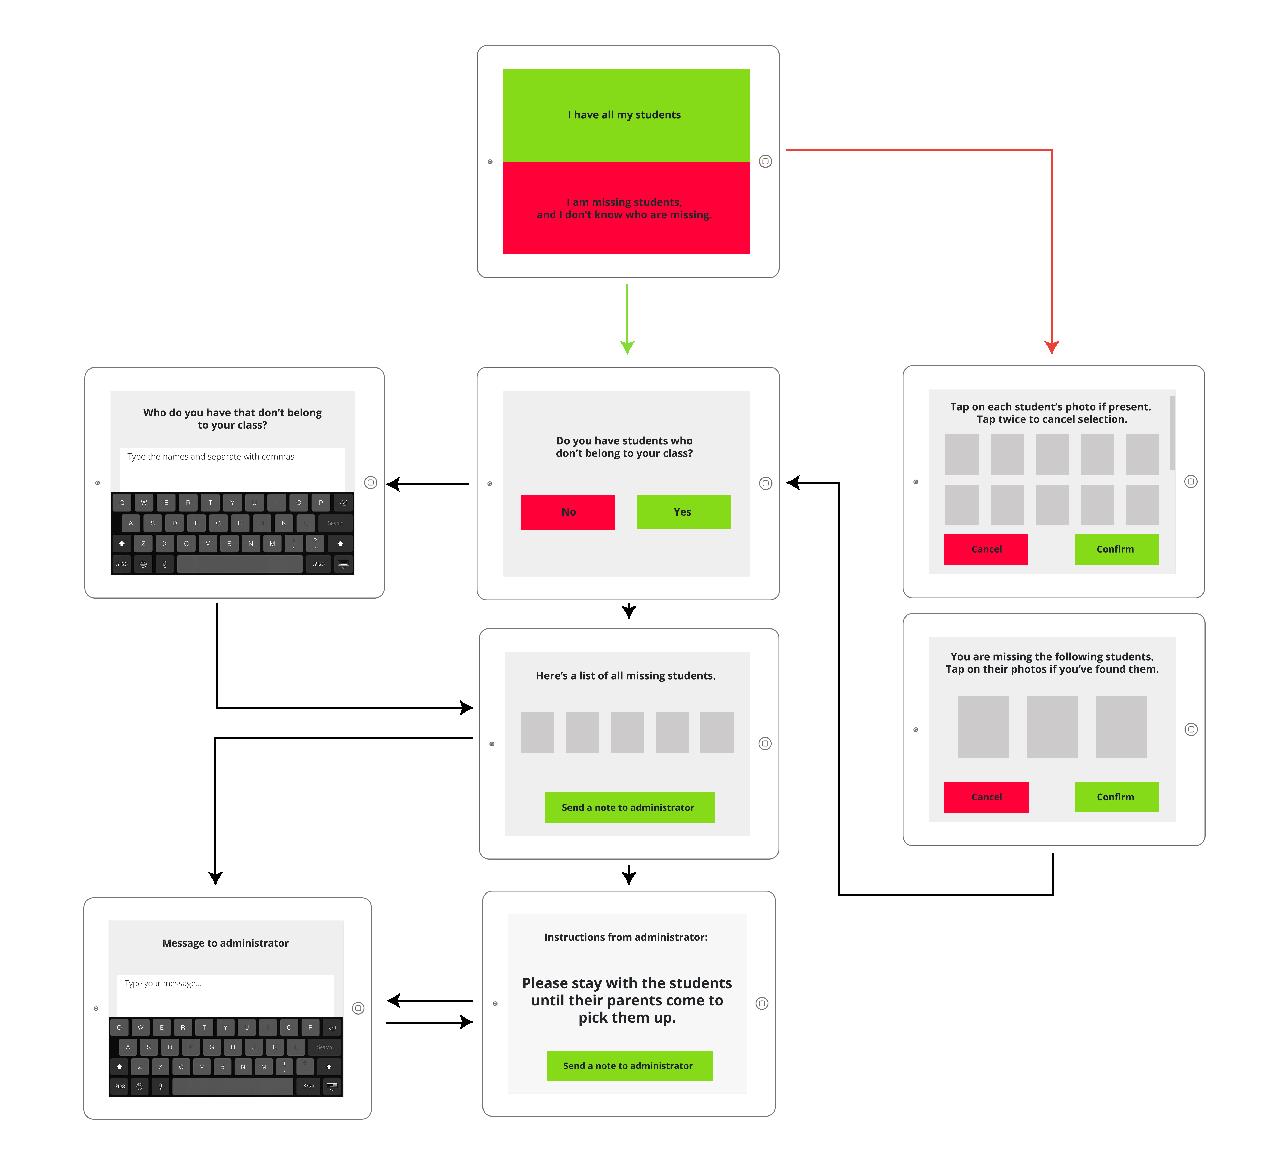 I have all my students
I am missing students,
and I don't know who are missing.
Who do you have that don't belong
to your class?
Type the names and separate with commas
Do you have students who
don't belong to your class?
No
Yes
Tap on each student's photo if present.
Tap twice to cancel selection.
Cancel
Confirm
Here's a list of all missing students.
Send a note to administrator
You are missing the following students.
Tap on their photos if you've found them.
Cancel
Confirm
Message to administrator
Type your message...
Instructions from administrator:
Please stay with the students
until their parents come to
pick them up.
Send a note to administrator